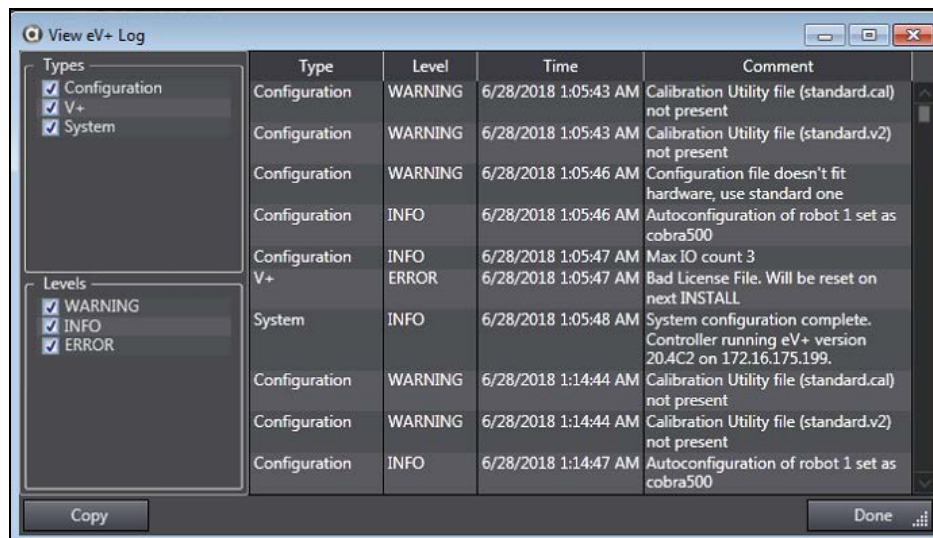 View eV+ Log
Types
Configuration
V+
System
Levels
WARNING
INFO
ERROR
Type Level Time Comment
Configuration WARNING 6/28/2018 1:05:43 AM Calibration Utility file (standard.cal)
not present
Configuration WARNING 6/28/2018 1:05:43 AM Calibration Utility file (standard.v2)
not present
Configuration WARNING 6/28/2018 1:05:46 AM Configuration file doesn't fit
hardware, use standard one
Configuration INFO 6/28/2018 1:05:46 AM Autoconfiguration of robot 1 set as
cobra500
Configuration INFO 6/28/2018 1:05:47 AM Max IO count 3
V+ ERROR 6/28/2018 1:05:47 AM Bad License File. Will be reset on
next INSTALL
System INFO 6/28/2018 1:05:48 AM System configuration complete.
Controller running eV+ version
20.4C2 on 172.16.175.199.
Configuration WARNING 6/28/2018 1:14:44 AM Calibration Utility file (standard.cal)
not present
Configuration WARNING 6/28/2018 1:14:44 AM Calibration Utility file (standard.v2)
not present
Configuration INFO 6/28/2018 1:14:47 AM Autoconfiguration of robot 1 set as
cobra500
Copy Done